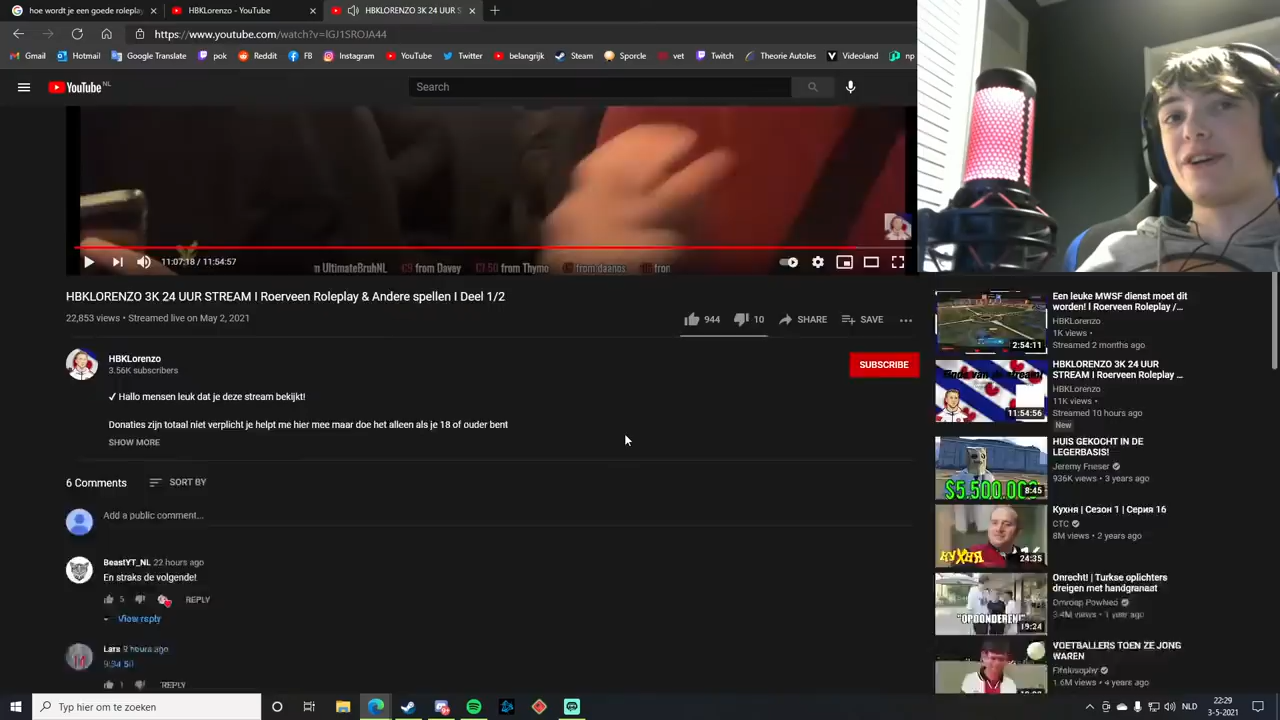 hoe wordt je een goede rolepla
HBKLorenzo - YouTube
HBKLORENZO 3K 24 UUR S
https://www.youtube.com/watch?v=lGJ1SROJA44
Gmail
Hotmail
Google Translate
Reddit
FB
Instagram
YouTube
Twitter
belangrijk
Steam
vet
Twitch
Theorie Autoles
Videoland
np
YouTube NL
Search
11:07:18 / 11:54:57
m UltimateBruhNL
from Davey
50 from Thymo
from daanos
from
HBKLORENZO 3K 24 UUR STREAM I Roerveen Roleplay & Andere spellen I Deel 1/2
22,853 views • Streamed live on May 2, 2021
944
10
SHARE
SAVE
HBKLorenzo
3.56K subscribers
SUBSCRIBE
✓ Hallo mensen leuk dat je deze stream bekijkt!
Donaties zijn totaal niet verplicht je helpt me hier mee maar doe het alleen als je 18 of ouder bent
SHOW MORE
6 Comments
SORT BY
Add a public comment...
BeastYT_NL 22 hours ago
En straks de volgende!
5
REPLY
View reply
Lars 9 hours ago
1
REPLY
Een leuke MWSF dienst moet dit
worden! I Roerveen Roleplay /...
HBKLorenzo
1K views •
Streamed 2 months ago
2:54:11
HBKLORENZO 24 UUR
STREAM I Roerveen Roleplay ...
HBKLorenzo
11K views •
Streamed 10 hours ago
New
11:54:56
HUIS GEKOCHT IN DE
LEGERBASIS!
Jeremy Frieser
936K views • 3 years ago
8:45
Кухня | Сезон 1 | Серия 16
СТС
8M views • 2 years ago
КУХНЯ
24:35
Onrecht! | Turkse oplichters
dreigen met handgranaat
Omroep PowNed
3.4M views • 1 year ago
19:24
VOETBALLERS TOEN ZE JONG
WAREN
Fifalosophy
1.6M views • 4 years ago
Typ hier om te zoeken
NLD
22:29
3-5-2021